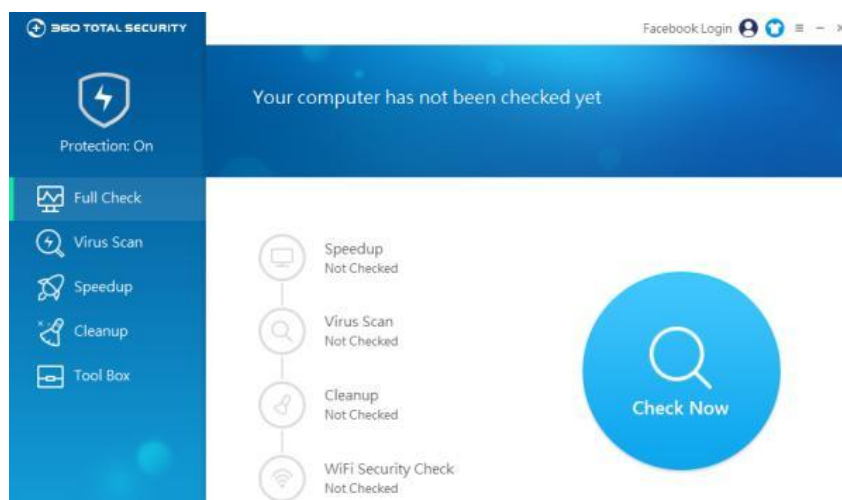 360 TOTAL SECURITY
Facebook Login
Protection: On
Your computer has not been checked yet
Full Check
Virus Scan
Speedup
Cleanup
Tool Box
Speedup
Not Checked
Virus Scan
Not Checked
Cleanup
Not Checked
WiFi Security Check
Not Checked
Check Now